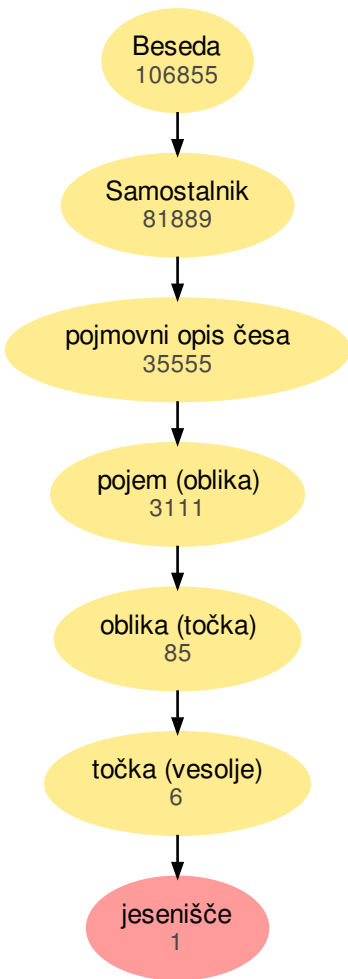 Beseda
106855
Samostalnik
81889
pojmovni opis česa
35555
pojem (oblika)
3111
oblika (točka)
85
točka (vesolje)
6
jesenišče
1